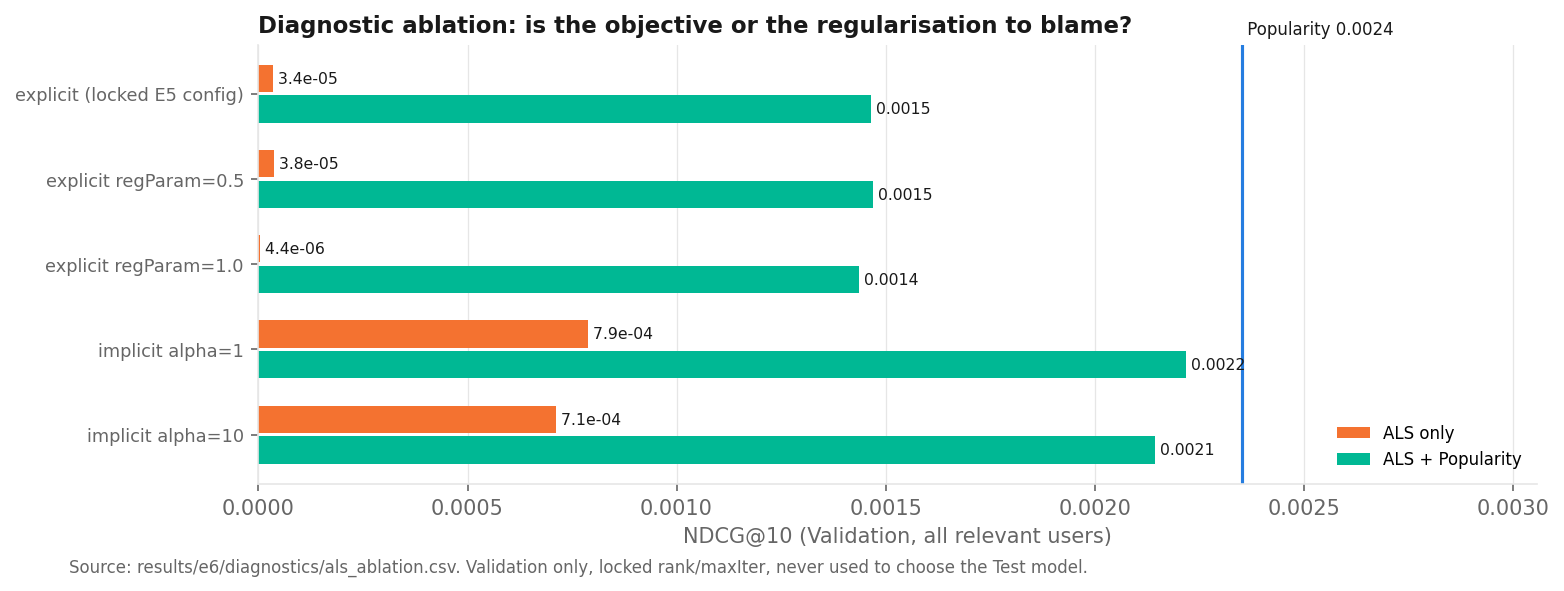 Diagnostic ablation: is the objective or the regularisation to blame?
Popularity 0.0024
explicit (locked E5 config)
3.4e-05
0.0015
explicit regParam=0.5
3.8e-05
0.0015
explicit regParam=1.0
4.4e-06
0.0014
implicit alpha=1
7.9e-04
0.0022
implicit alpha=10
7.1e-04
0.0021
ALS only
ALS + Popularity
0.0000 0.0005 0.0010 0.0015 0.0020 0.0025 0.0030
NDCG@10 (Validation, all relevant users)
Source: results/e6/diagnostics/als_ablation.csv. Validation only, locked rank/maxIter, never used to choose the Test model.